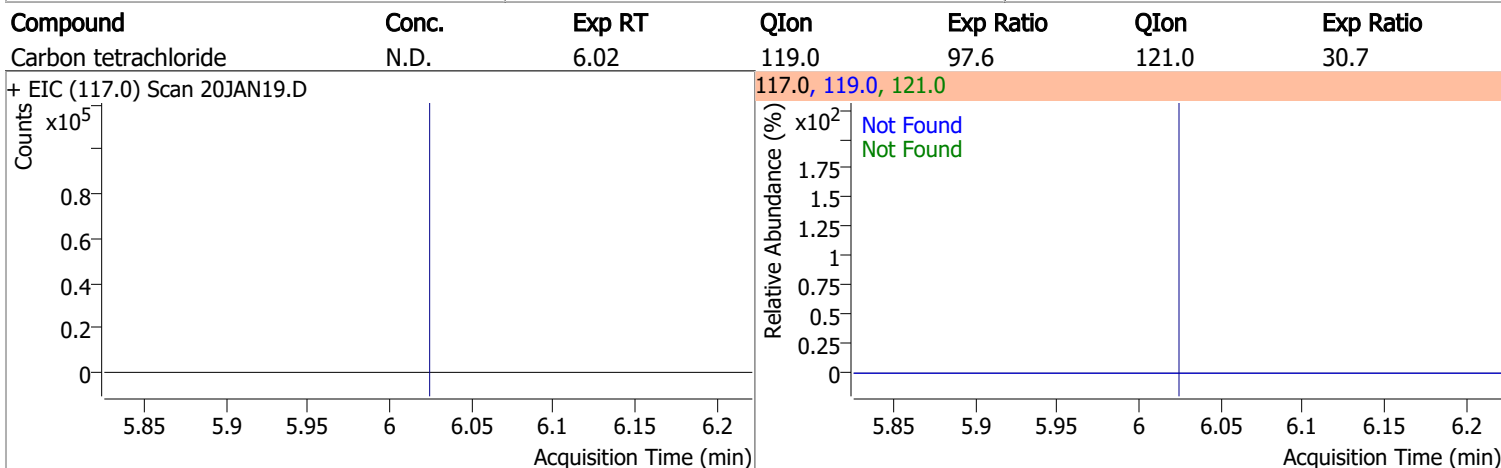 Compound Conc. Exp RT QIon Exp Ratio QIon Exp Ratio
Carbon tetrachloride N.D. 6.02 119.0 97.6 121.0 30.7
+ EIC (117.0) Scan 20JAN19.D
Counts
x10^5
0.8
0.6
0.4
0.2
0
5.85 5.9 5.95 6 6.05 6.1 6.15 6.2
Acquisition Time (min)
117.0, 119.0, 121.0
Relative Abundance (%)
x10^2
Not Found
Not Found
1.75
1.5
1.25
1
0.75
0.5
0.25
0
5.85 5.9 5.95 6 6.05 6.1 6.15 6.2
Acquisition Time (min)